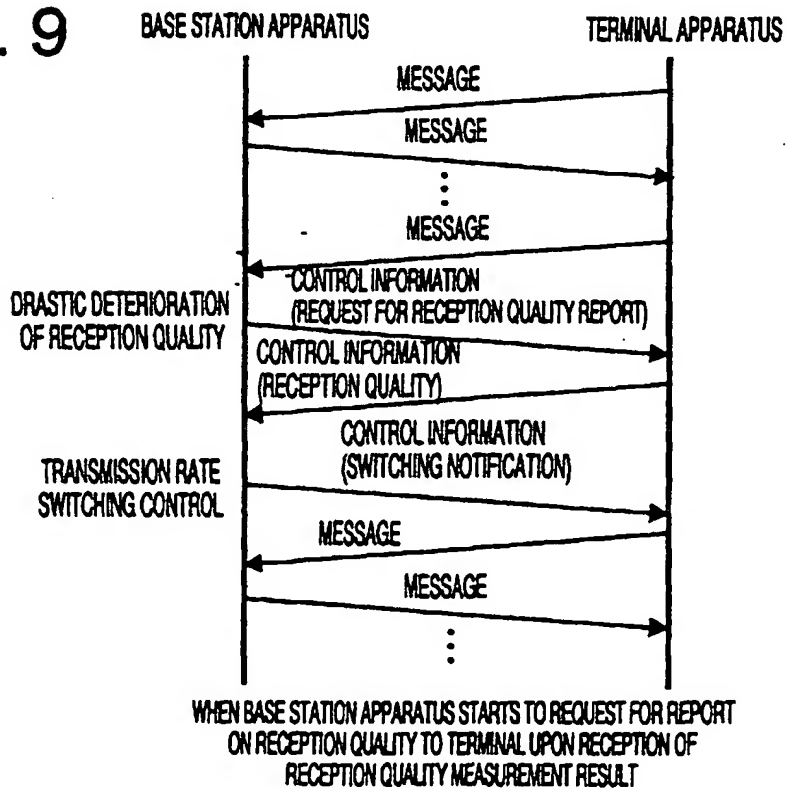 . 9
BASE STATION APPARATUS
TERMINAL APPARATUS
MESSAGE
MESSAGE
MESSAGE
CONTROL INFORMATION
(REQUEST FOR RECEPTION QUALITY REPORT)
DRASTIC DETERIORATION
OF RECEPTION QUALITY
CONTROL INFORMATION
(RECEPTION QUALITY)
CONTROL INFORMATION
(SWITCHING NOTIFICATION)
TRANSMISSION RATE
SWITCHING CONTROL
MESSAGE
MESSAGE
WHEN BASE STATION APPARATUS STARTS TO REQUEST FOR REPORT
ON RECEPTION QUALITY TO TERMINAL UPON RECEPTION OF
RECEPTION QUALITY MEASUREMENT RESULT